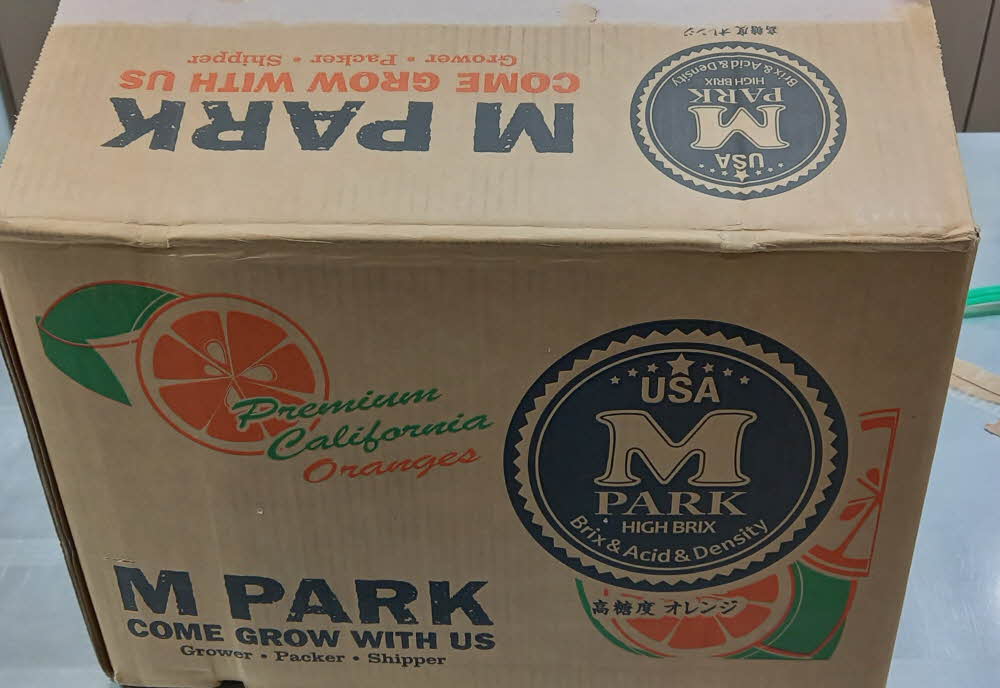 高糖度 オレンジ
Brix & Acid & Density
HIGH BRIX
PARK
M
USA
M PARK
COME GROW WITH US
Grower • Packer • Shipper
Premium
California
Oranges
USA
M
PARK
HIGH BRIX
Brix & Acid & Density
高糖度 オレンジ
M PARK
COME GROW WITH US
Grower • Packer • Shipper